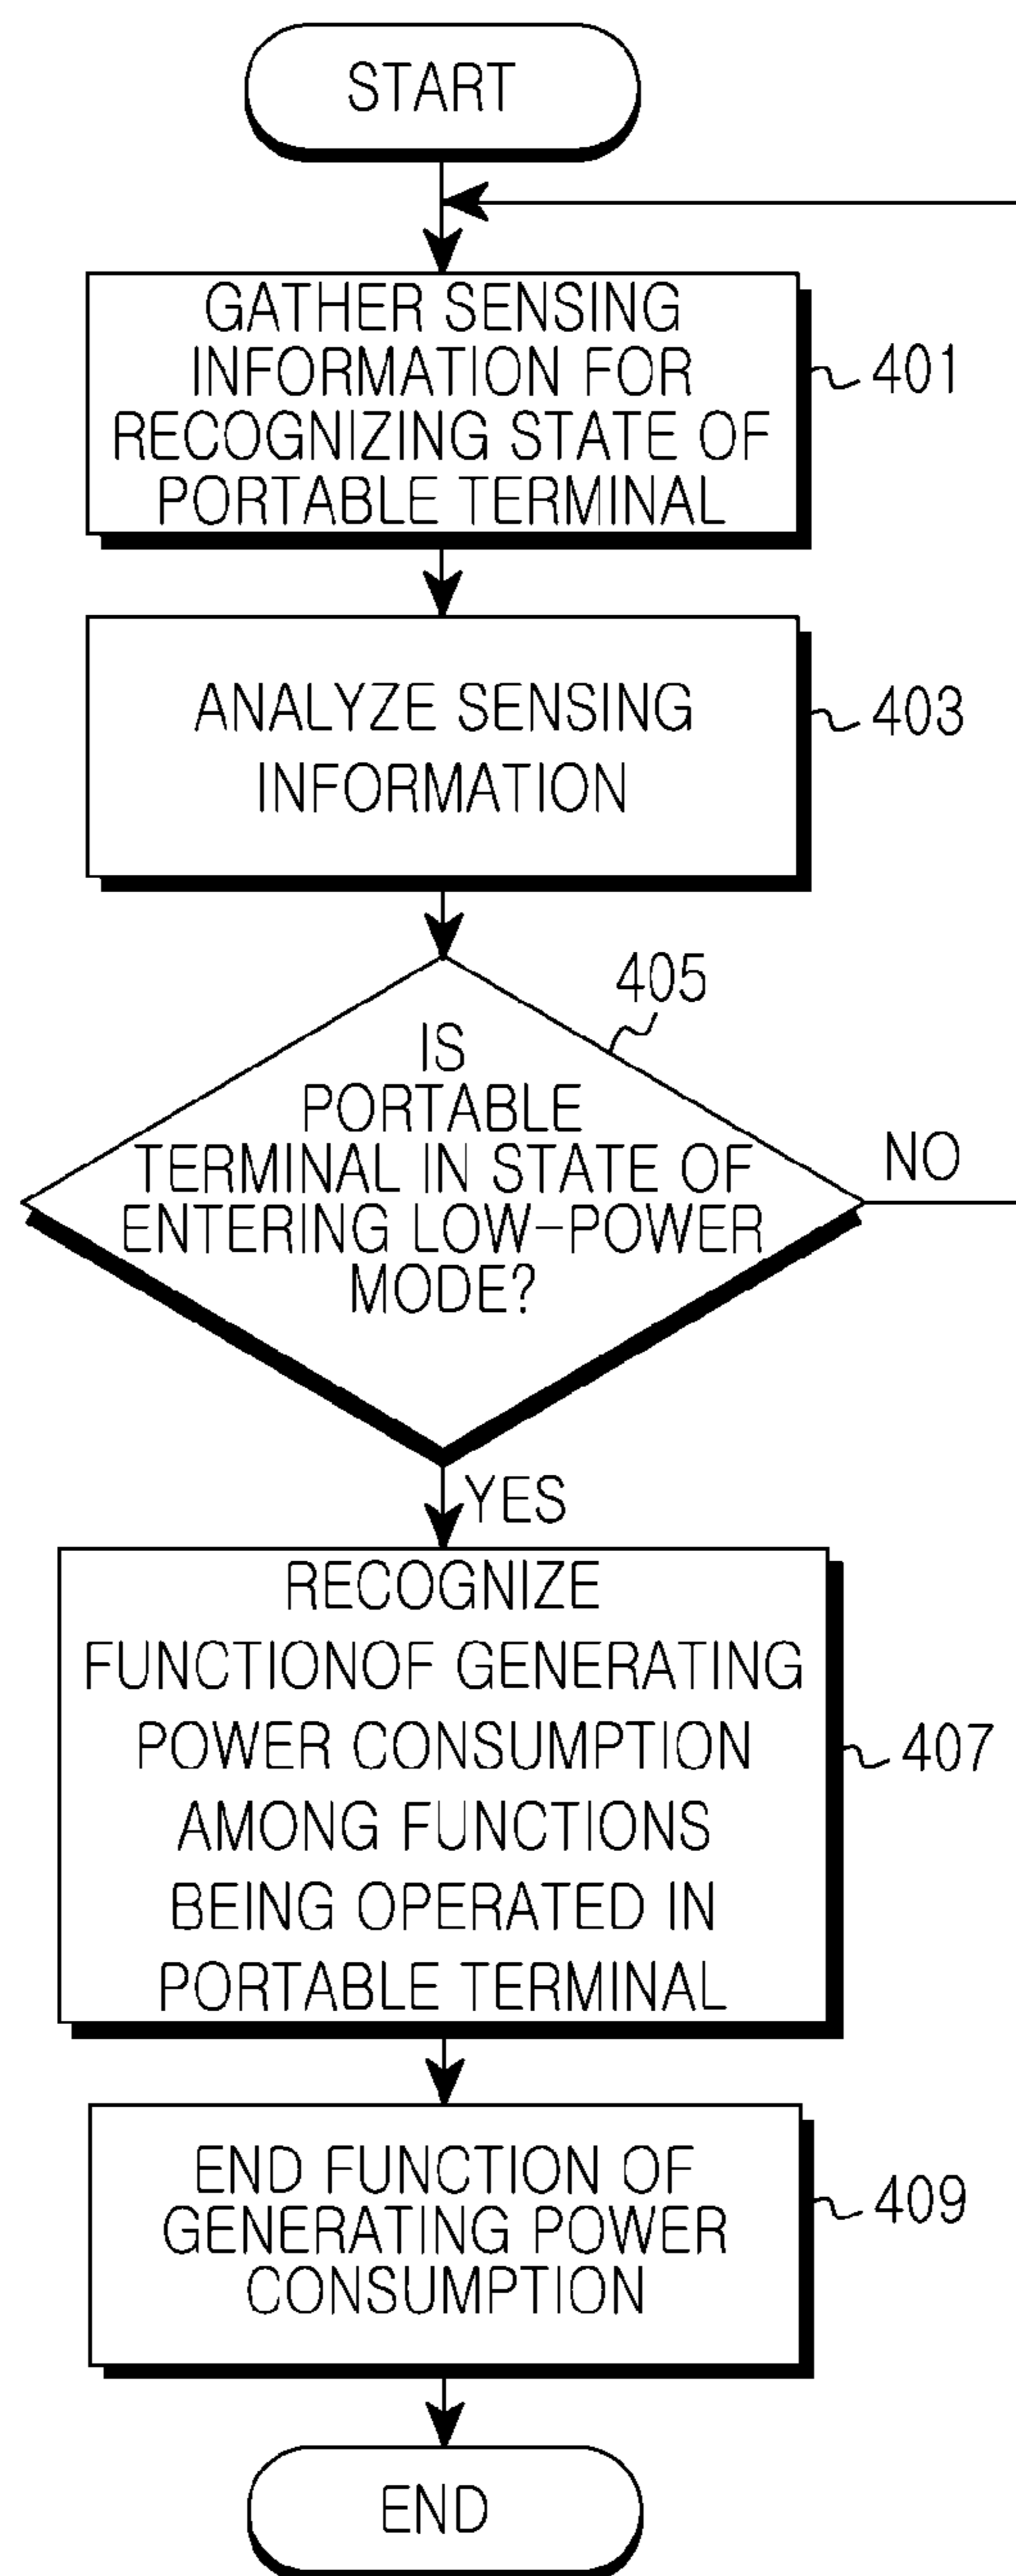 START
GATHER SENSING
INFORMATION FOR
RECOGNIZING STATE OF
PORTABLE TERMINAL
401
ANALYZE SENSING
INFORMATION
403
405
IS
PORTABLE
TERMINAL IN STATE OF
ENTERING LOW-POWER
MODE?
NO
YES
RECOGNIZE
FUNCTIONOF GENERATING
POWER CONSUMPTION
AMONG FUNCTIONS
BEING OPERATED IN
PORTABLE TERMINAL
407
END FUNCTION OF
GENERATING POWER
CONSUMPTION
409
END